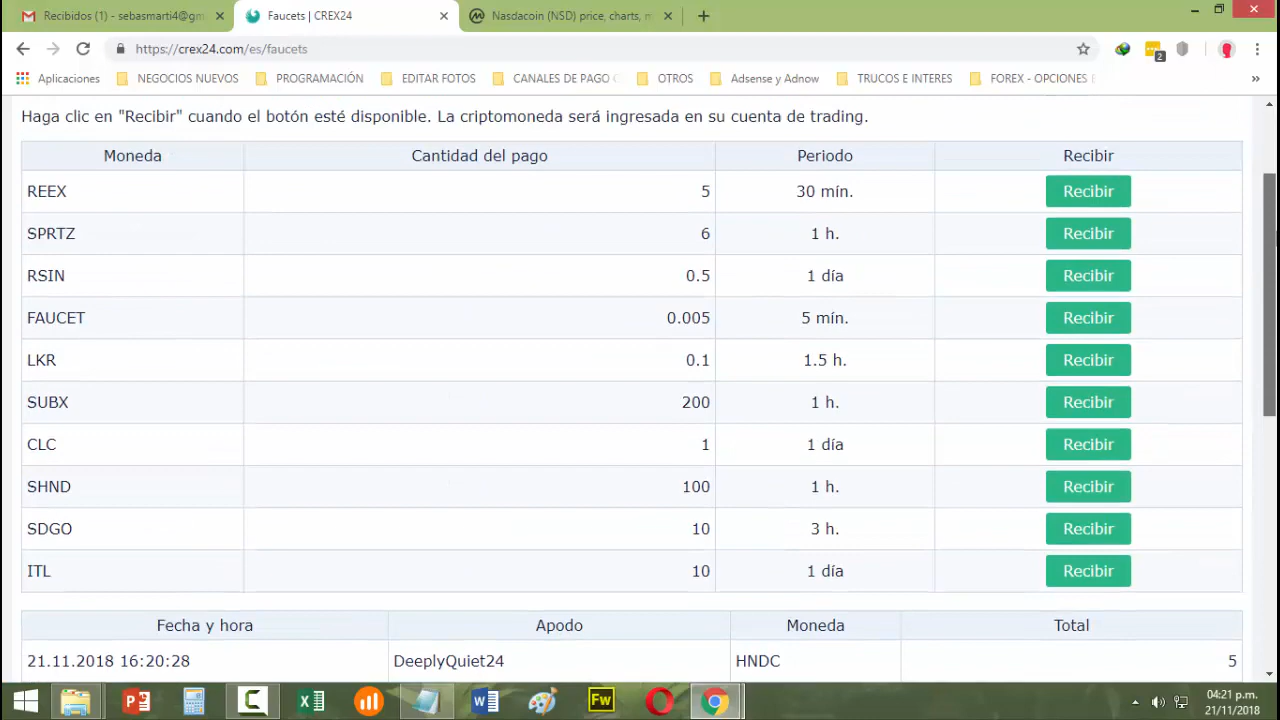 Recibidos (1) - sebasmarti4@gm
Faucets | CREX24
Nasdacoin (NSD) price, charts, m
https://crex24.com/es/faucets
Aplicaciones NEGOCIOS NUEVOS PROGRAMACIÓN EDITAR FOTOS CANALES DE PAGO OTROS Adsense y Adnow TRUCOS E INTERES FOREX - OPCIONES »
Haga clic en "Recibir" cuando el botón esté disponible. La criptomoneda será ingresada en su cuenta de trading.
Moneda Cantidad del pago Periodo Recibir
REEX 5 30 mín. Recibir
SPRTZ 6 1 h. Recibir
RSIN 0.5 1 día Recibir
FAUCET 0.005 5 mín. Recibir
LKR 0.1 1.5 h. Recibir
SUBX 200 1 h. Recibir
CLC 1 1 día Recibir
SHND 100 1 h. Recibir
SDGO 10 3 h. Recibir
ITL 10 1 día Recibir
Fecha y hora Apodo Moneda Total
21.11.2018 16:20:28 DeeplyQuiet24 HNDC 5
Fw
04:21 p.m.
21/11/2018